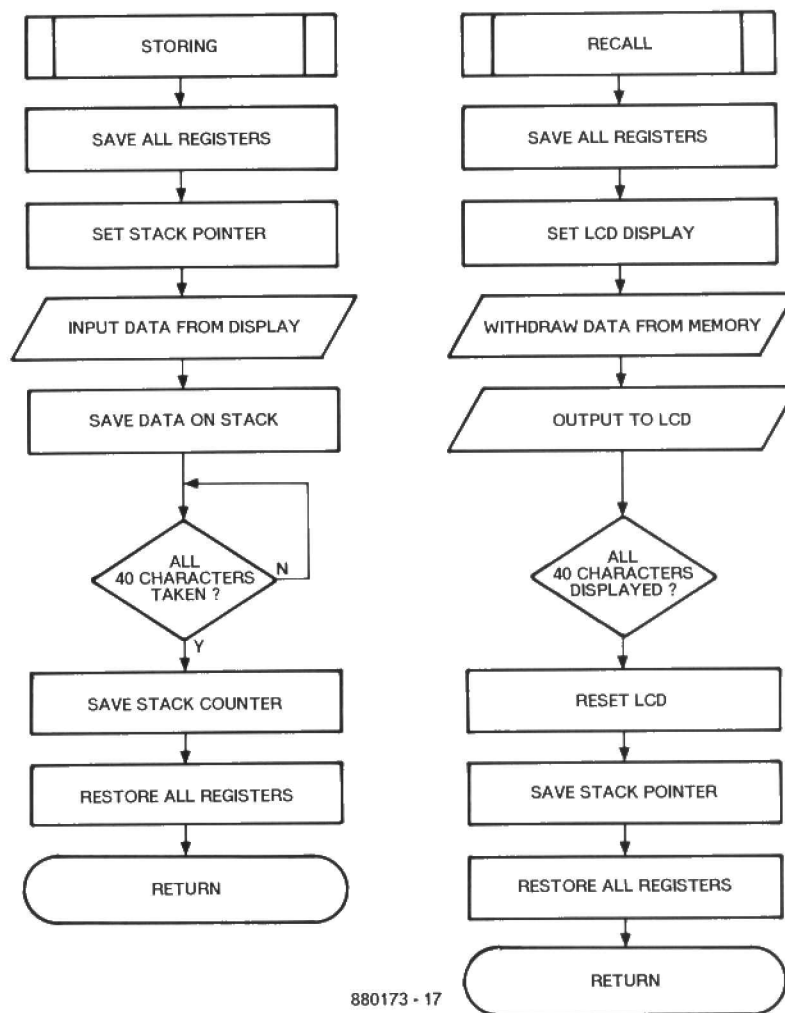 STORING
SAVE ALL REGISTERS
SET STACK POINTER
INPUT DATA FROM DISPLAY
SAVE DATA ON STACK
ALL
40 CHARACTERS
TAKEN ?
N
Y
SAVE STACK COUNTER
RESTORE ALL REGISTERS
RETURN
RECALL
SAVE ALL REGISTERS
SET LCD DISPLAY
WITHDRAW DATA FROM MEMORY
OUTPUT TO LCD
ALL
40 CHARACTERS
DISPLAYED ?
RESET LCD
SAVE STACK POINTER
RESTORE ALL REGISTERS
RETURN
880173 - 17